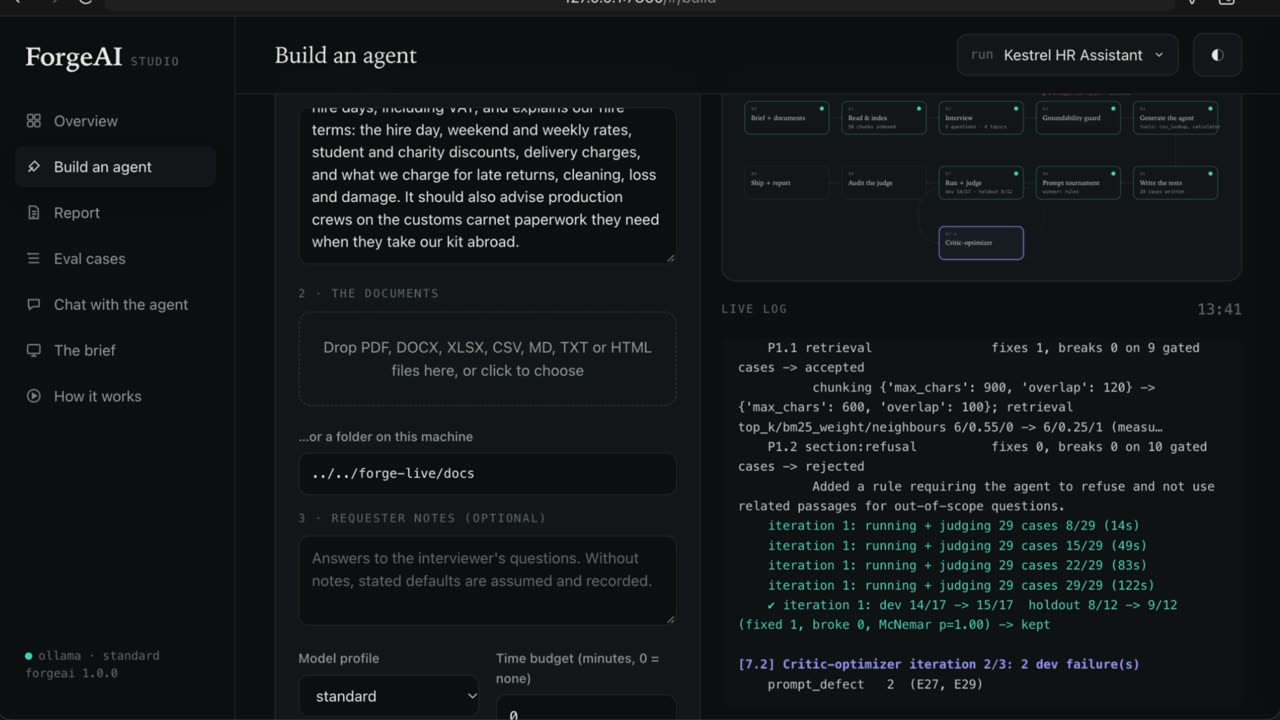 ForgeAI STUDIO
Overview
Build an agent
Report
Eval cases
Chat with the agent
The brief
How it works
ollama · standard
forgeai 1.0.0
Build an agent
run Kestrel HR Assistant
hire days, including VAT, and explains our hire
terms: the hire day, weekend and weekly rates,
student and charity discounts, delivery charges,
and what we charge for late returns, cleaning, loss
and damage. It should also advise production
crews on the customs carnet paperwork they need
when they take our kit abroad.
2 · THE DOCUMENTS
Drop PDF, DOCX, XLSX, CSV, MD, TXT or HTML
files here, or click to choose
...or a folder on this machine
../../forge-live/docs
3 · REQUESTER NOTES (OPTIONAL)
Answers to the interviewer's questions. Without
notes, stated defaults are assumed and recorded.
Model profile
standard
Time budget (minutes, 0 =
none)
0
Brief + documents
Read & index
Interview
5 questions · 4 topics
Groundability guard
Generate the agent
Ship + report
Audit the judge
Run + judge
dev 14/17 · holdout 8/12
Prompt tournament
winner: rules
Write the tests
Critic-optimizer
LIVE LOG
13:41
P1.1 retrieval fixes 1, breaks 0 on 9 gated
cases -> accepted
chunking {'max_chars': 900, 'overlap': 120} ->
{'max_chars': 600, 'overlap': 100}; retrieval
top_k/bm25_weight/neighbours 6/0.55/0 -> 6/0.25/1 (measu…
P1.2 section:refusal fixes 0, breaks 0 on 10 gated
cases -> rejected
Added a rule requiring the agent to refuse and not use
related passages for out-of-scope questions.
iteration 1: running + judging 29 cases 8/29 (14s)
iteration 1: running + judging 29 cases 15/29 (49s)
iteration 1: running + judging 29 cases 22/29 (83s)
iteration 1: running + judging 29 cases 29/29 (122s)
✔ iteration 1: dev 14/17 -> 15/17 holdout 8/12 -> 9/12
(fixed 1, broke 0, McNemar p=1.00) -> kept
[7.2] Critic-optimizer iteration 2/3: 2 dev failure(s)
prompt_defect 2 (E27, E29)